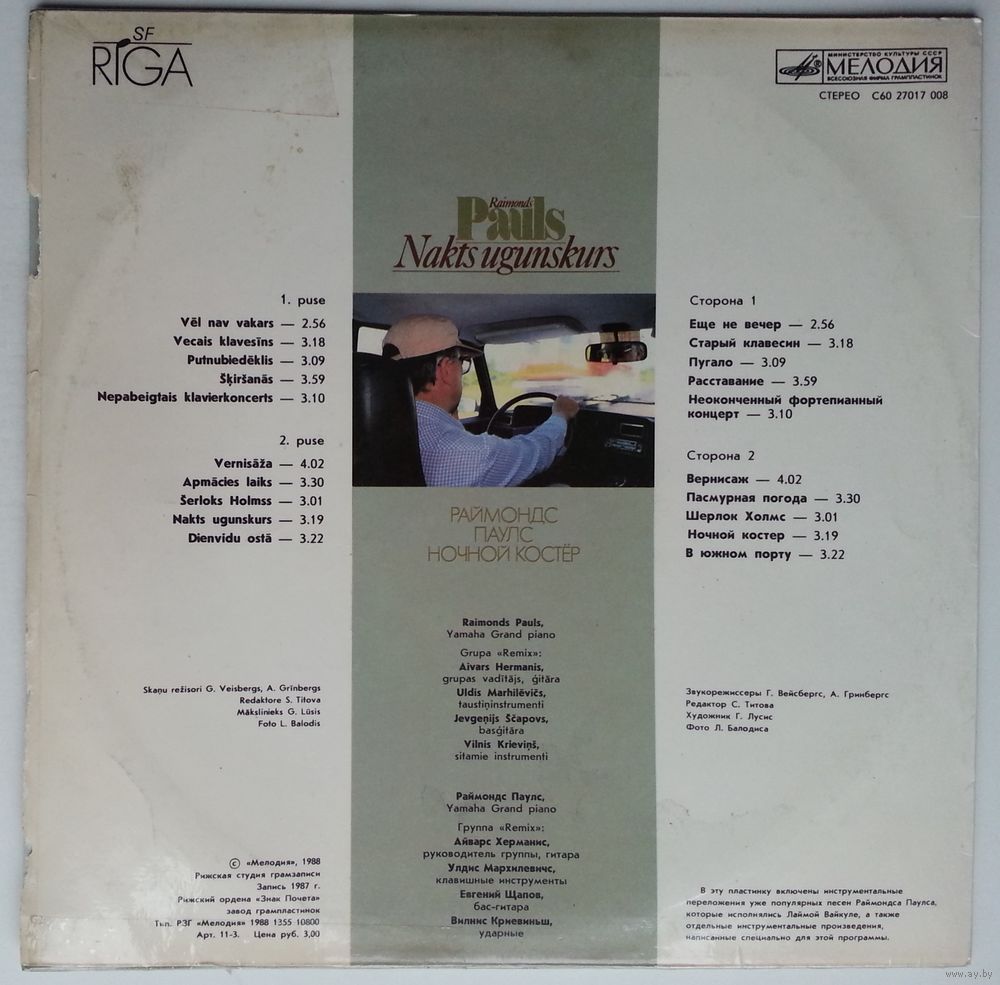 SF
RĪGA
МИНИСТЕРСТВО КУЛЬТУРЫ СССР
МЕЛОДИЯ
ВСЕСОЮЗНАЯ ФИРМА ГРАМПЛАСТИНОК
СТЕРЕО С60 27017 008
Raimonds
Pauls
Nakts ugunskurs
1. puse
Vēl nav vakars — 2.56
Vecais klavesīns — 3.18
Putnubiedēklis — 3.09
Šķiršanās — 3.59
Nepabeigtais klavierkoncerts — 3.10
2. puse
Vernisāža — 4.02
Apmācies laiks — 3.30
Šerloks Holmss — 3.01
Nakts ugunskurs — 3.19
Dienvidu ostā — 3.22
Сторона 1
Еще не вечер — 2.56
Старый клавесин — 3.18
Пугало — 3.09
Расставание — 3.59
Неоконченный фортепианный
концерт — 3.10
Сторона 2
Вернисаж — 4.02
Пасмурная погода — 3.30
Шерлок Холмс — 3.01
Ночной костер — 3.19
В южном порту — 3.22
РАЙМОНДС
ПАУЛС
НОЧНОЙ КОСТЁР
Raimonds Pauls,
Yamaha Grand piano
Grupa «Remix»:
Aivars Hermanis,
grupas vadītājs, ģitāra
Uldis Marhilēvičs,
taustiņinstrumenti
Jevgeņijs Ščapovs,
basģitāra
Vilnis Krieviņš,
sitamie instrumenti
Раймондс Паулс,
Yamaha Grand piano
Группа «Remix»:
Айварс Херманис,
руководитель группы, гитара
Улдис Мархилевичс,
клавишные инструменты
Евгений Щапов,
бас-гитара
Вилнис Криевиньш,
ударные
Skaņu režisori G. Veisbergs, A. Grīnbergs
Redaktore S. Titova
Mākslinieks G. Lūsis
Foto L. Balodis
Звукорежиссеры Г. Вейсбергс, А. Гринбергс
Редактор С. Титова
Художник Г. Лусис
Фото Л. Балодиса
© «Мелодия», 1988
Рижская студия грамзаписи
Запись 1987 г.
Рижский ордена «Знак Почета»
завод грампластинок
Тип. РЗГ «Мелодия» 1988 1355 10800
Арт. 11-3. Цена руб. 3,00
В эту пластинку включены инструментальные
переложения уже популярных песен Раймонда Паулса,
которые исполнялись Лаймой Вайкуле, а также
отдельные инструментальные произведения,
написанные специально для этой программы.
www.ay.by